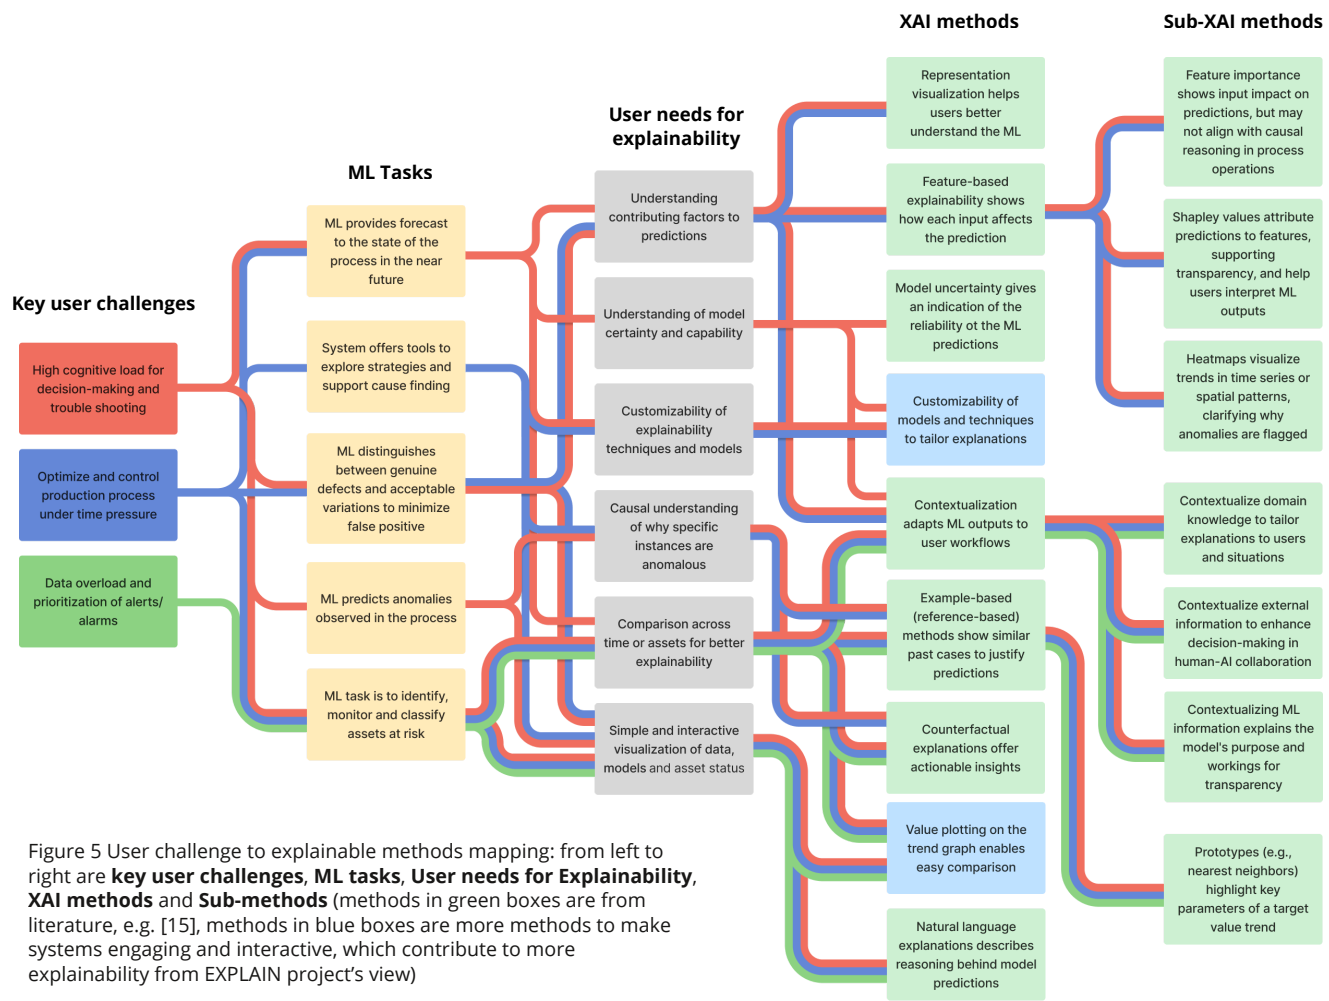 XAI methods
Sub-XAI methods
User needs for
explainability
ML Tasks
Key user challenges
High cognitive load for
decision-making and
trouble shooting
Optimize and control
production process
under time pressure
Data overload and
prioritization of alerts/
alarms
ML provides forecast
to the state of the
process in the near
future
System offers tools to
explore strategies and
support cause finding
ML distinguishes
between genuine
defects and acceptable
variations to minimize
false positive
ML predicts anomalies
observed in the process
ML task is to identify,
monitor and classify
assets at risk
Understanding
contributing factors to
predictions
Understanding of model
certainty and capability
Customizability of
explainability
techniques and models
Causal understanding
of why specific
instances are
anomalous
Comparison across
time or assets for better
explainability
Simple and interactive
visualization of data,
models and asset status
Representation
visualization helps
users better
understand the ML
Feature-based
explainability shows
how each input affects
the prediction
Model uncertainty gives
an indication of the
reliability ot the ML
predictions
Customizability of
models and techniques
to tailor explanations
Contextualization
adapts ML outputs to
user workflows
Example-based
(reference-based)
methods show similar
past cases to justify
predictions
Counterfactual
explanations offer
actionable insights
Value plotting on the
trend graph enables
easy comparison
Natural language
explanations describes
reasoning behind model
predictions
Feature importance
shows input impact on
predictions, but may
not align with causal
reasoning in process
operations
Shapley values attribute
predictions to features,
supporting
transparency, and help
users interpret ML
outputs
Heatmaps visualize
trends in time series or
spatial patterns,
clarifying why
anomalies are flagged
Contextualize domain
knowledge to tailor
explanations to users
and situations
Contextualize external
information to enhance
decision-making in
human-AI collaboration
Contextualizing ML
information explains the
model's purpose and
workings for
transparency
Prototypes (e.g.,
nearest neighbors)
highlight key
parameters of a target
value trend
Figure 5 User challenge to explainable methods mapping: from left to
right are key user challenges, ML tasks, User needs for Explainability,
XAI methods and Sub-methods (methods in green boxes are from
literature, e.g. [15], methods in blue boxes are more methods to make
systems engaging and interactive, which contribute to more
explainability from EXPLAIN project's view)